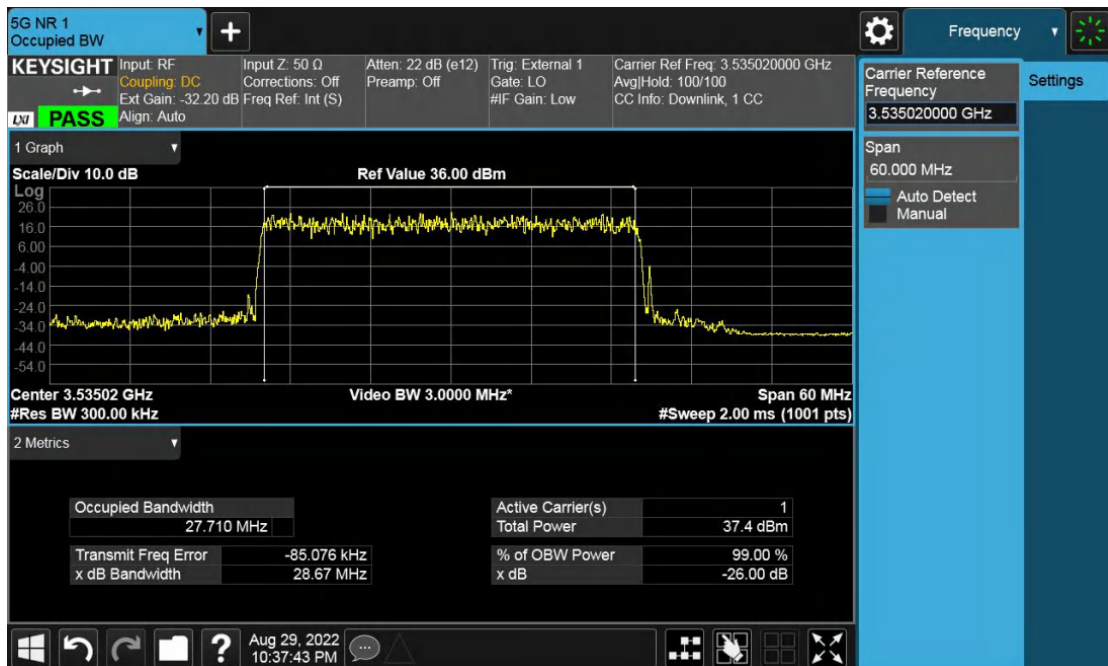 5G NR 1
Occupied BW
Frequency
KEYSIGHT
LXI PASS
Input: RF
Coupling: DC
Ext Gain: -32.20 dB
Align: Auto
Input Z: 50 Ω
Corrections: Off
Freq Ref: Int (S)
Atten: 22 dB (e12)
Preamp: Off
Trig: External 1
Gate: LO
#IF Gain: Low
Carrier Ref Freq: 3.535020000 GHz
Avg|Hold: 100/100
CC Info: Downlink, 1 CC
Carrier Reference
Frequency
3.535020000 GHz
Settings
Span
60.000 MHz
Auto Detect
Manual
1 Graph
Scale/Div 10.0 dB
Ref Value 36.00 dBm
Log
26.0
16.0
6.00
-4.00
-14.0
-24.0
-34.0
-44.0
-54.0
Center 3.53502 GHz
Video BW 3.0000 MHz*
Span 60 MHz
#Res BW 300.00 kHz
#Sweep 2.00 ms (1001 pts)
2 Metrics
Occupied Bandwidth
27.710 MHz
Transmit Freq Error -85.076 kHz
x dB Bandwidth 28.67 MHz
Active Carrier(s) 1
Total Power 37.4 dBm
% of OBW Power 99.00 %
x dB -26.00 dB
?
Aug 29, 2022
10:37:43 PM